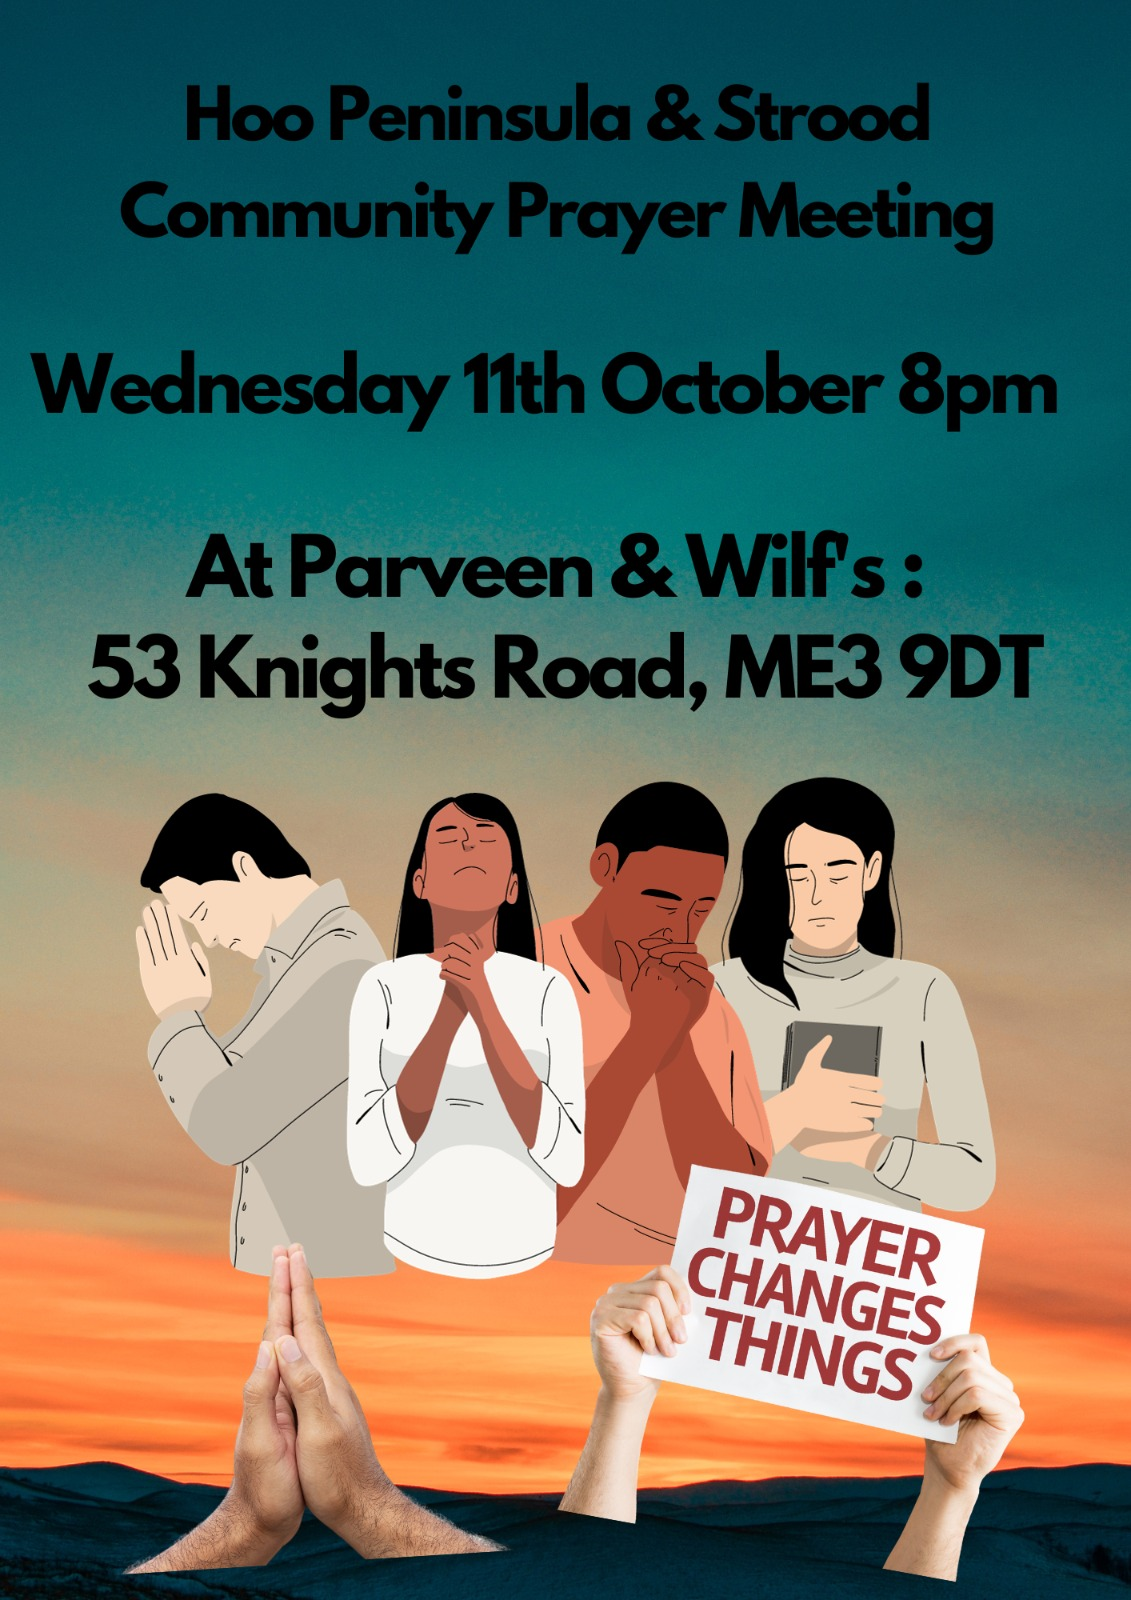 Hoo Peninsula & Strood
Community Prayer Meeting
Wednesday 11th October 8pm
At Parveen & Wilf's :
53 Knights Road, ME3 9DT
PRAYER
CHANGES
THINGS